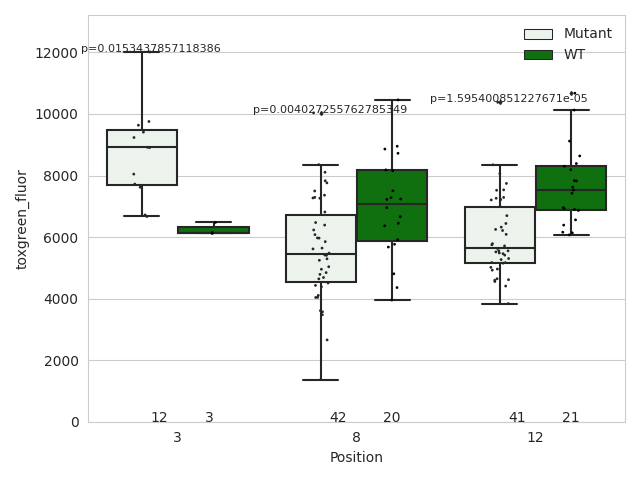 Mutant
WT
p=0.0153437857118386
p=0.004027255762785349
p=1.595400851227671e-05
12000
10000
8000
6000
4000
2000
0
toxgreen_fluor
12 3 42 20 41 21
3 8 12
Position